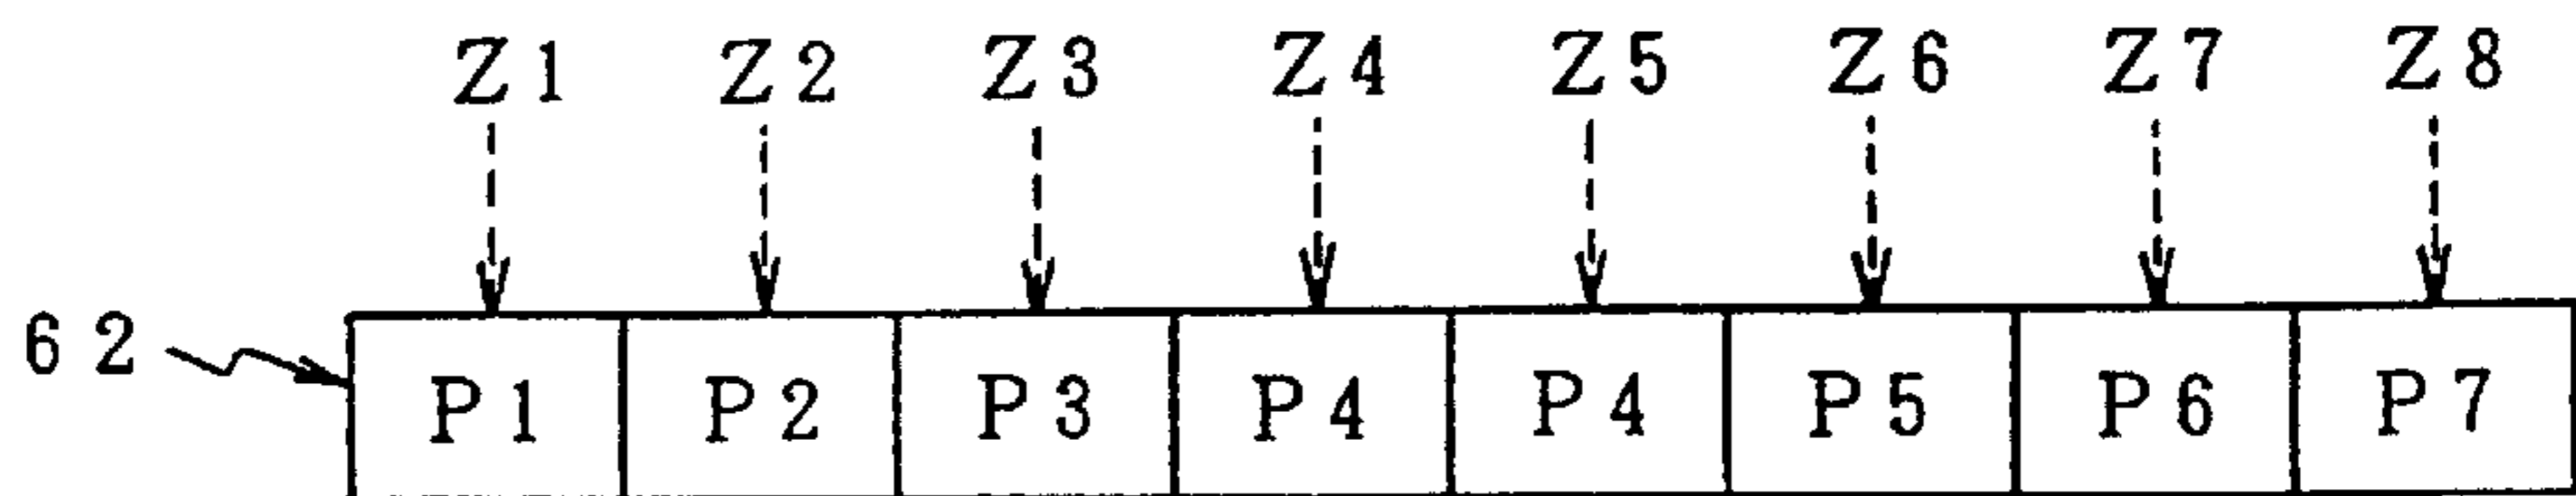 Z1 Z2 Z3 Z4 Z5 Z6 Z7 Z8
62 P1 P2 P3 P4 P4 P5 P6 P7